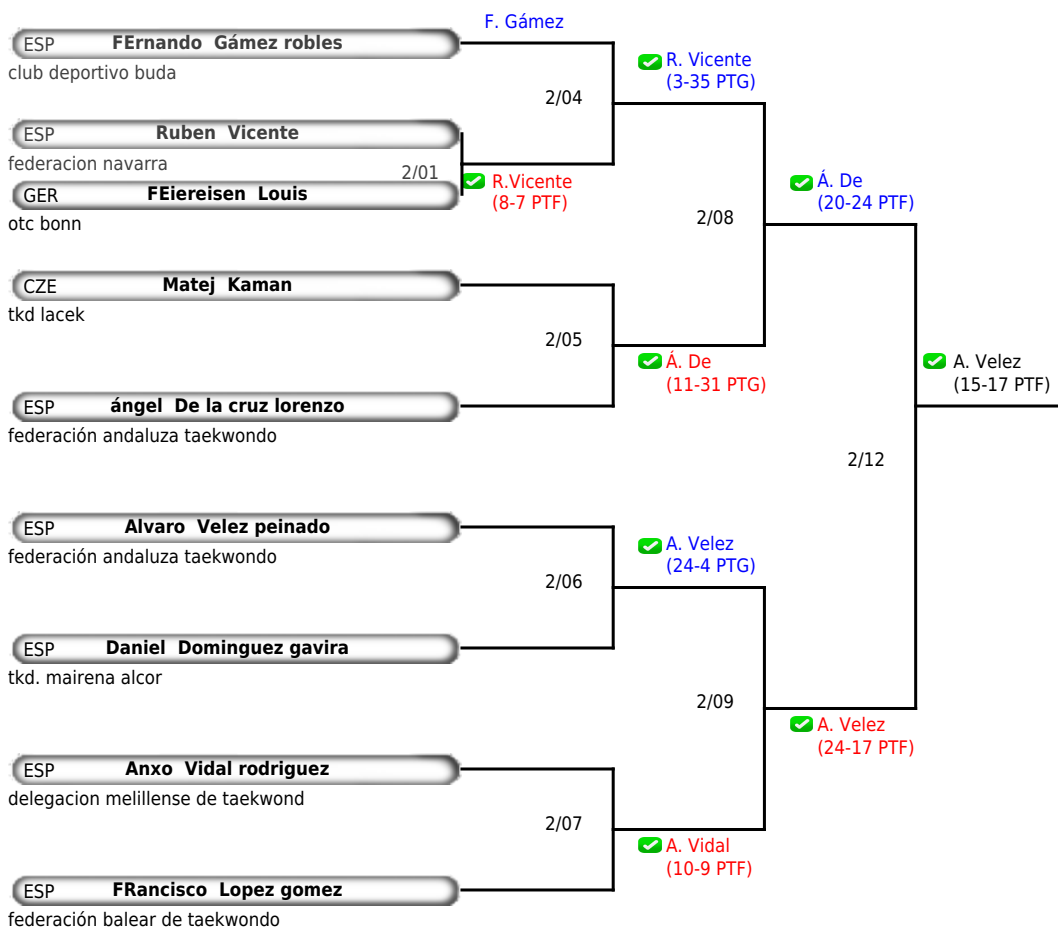 F. Gámez
ESP FErnando Gámez robles
club deportivo buda
R. Vicente
(3-35 PTG)
2/04
ESP Ruben Vicente
federacion navarra
2/01
R.Vicente
(8-7 PTF)
GER FEiereisen Louis
otc bonn
Á. De
(20-24 PTF)
2/08
CZE Matej Kaman
tkd lacek
2/05
Á. De
(11-31 PTG)
A. Velez
(15-17 PTF)
ESP ángel De la cruz lorenzo
federación andaluza taekwondo
2/12
ESP Alvaro Velez peinado
federación andaluza taekwondo
A. Velez
(24-4 PTG)
2/06
ESP Daniel Dominguez gavira
tkd. mairena alcor
2/09
A. Velez
(24-17 PTF)
ESP Anxo Vidal rodriguez
delegacion melillense de taekwond
2/07
A. Vidal
(10-9 PTF)
ESP FRancisco Lopez gomez
federación balear de taekwondo